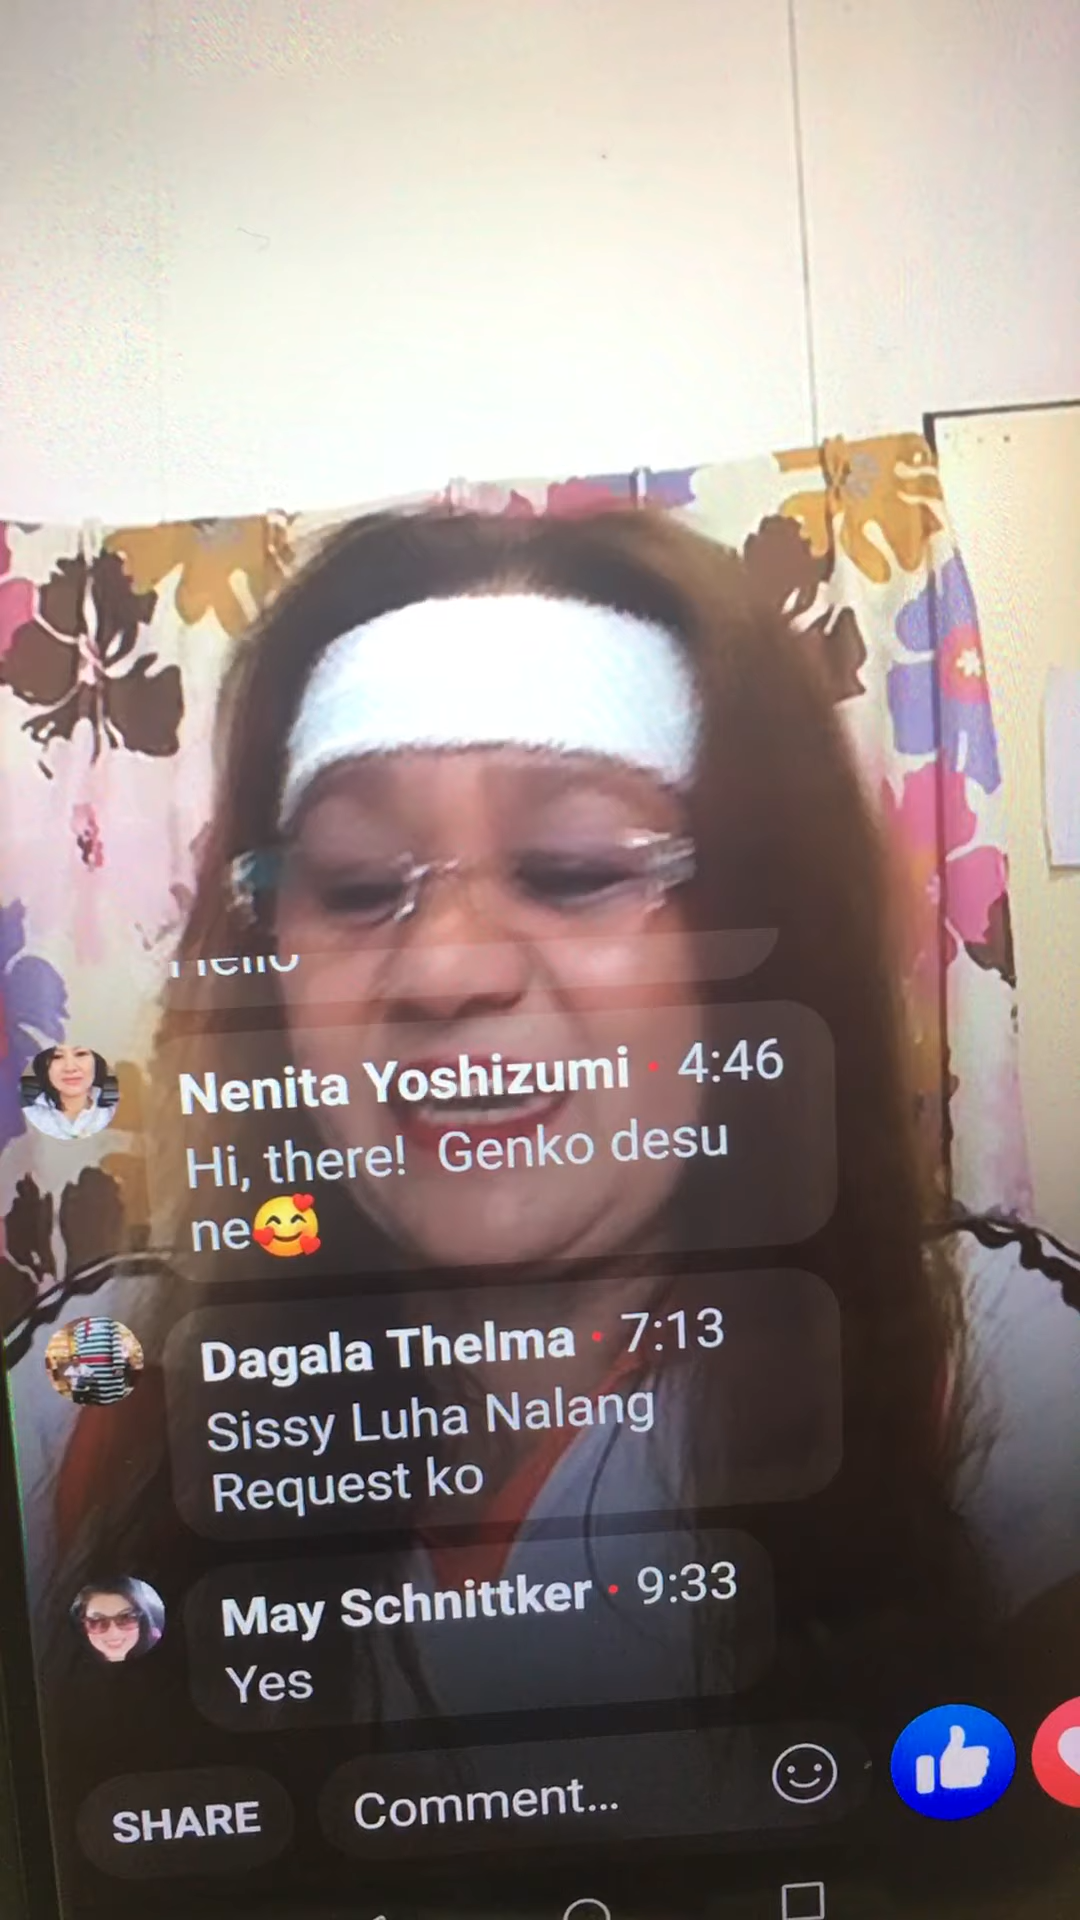 Hello
Nenita Yoshizumi • 4:46
Hi, there! Genko desu
ne🥰
Dagala Thelma • 7:13
Sissy Luha Nalang
Request ko
May Schnittker • 9:33
Yes
SHARE
Comment...